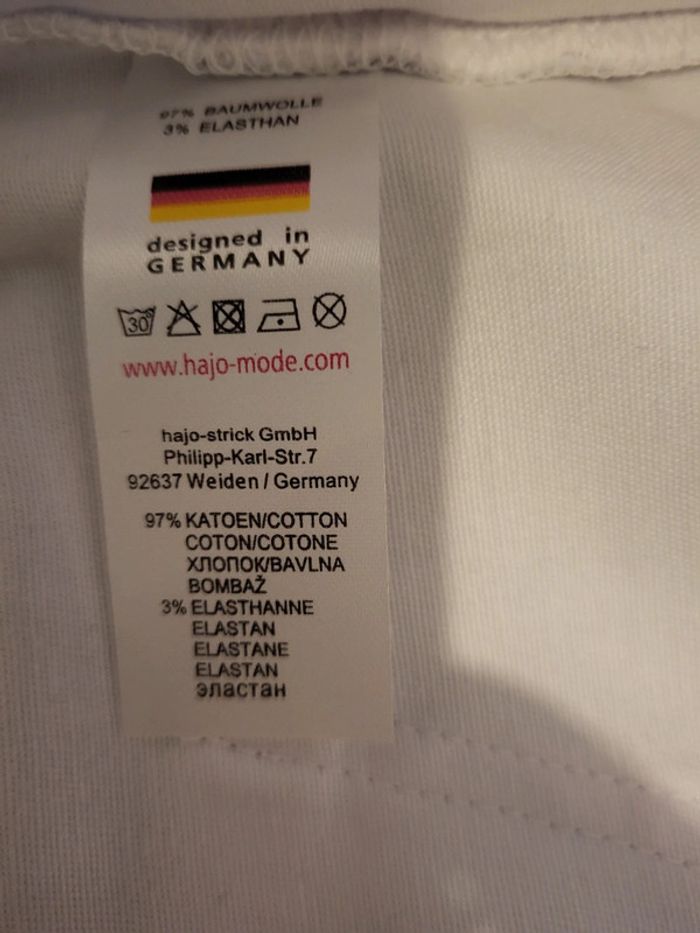 97% BAUMWOLLE
3% ELASTHAN
designed in
GERMANY
30
www.hajo-mode.com
hajo-strick GmbH
Philipp-Karl-Str.7
92637 Weiden / Germany
97% KATOEN/COTTON
COTON/COTONE
ХЛОПОК/BAVLNA
BOMBAŽ
3% ELASTHANNE
ELASTAN
ELASTANE
ELASTAN
эластан